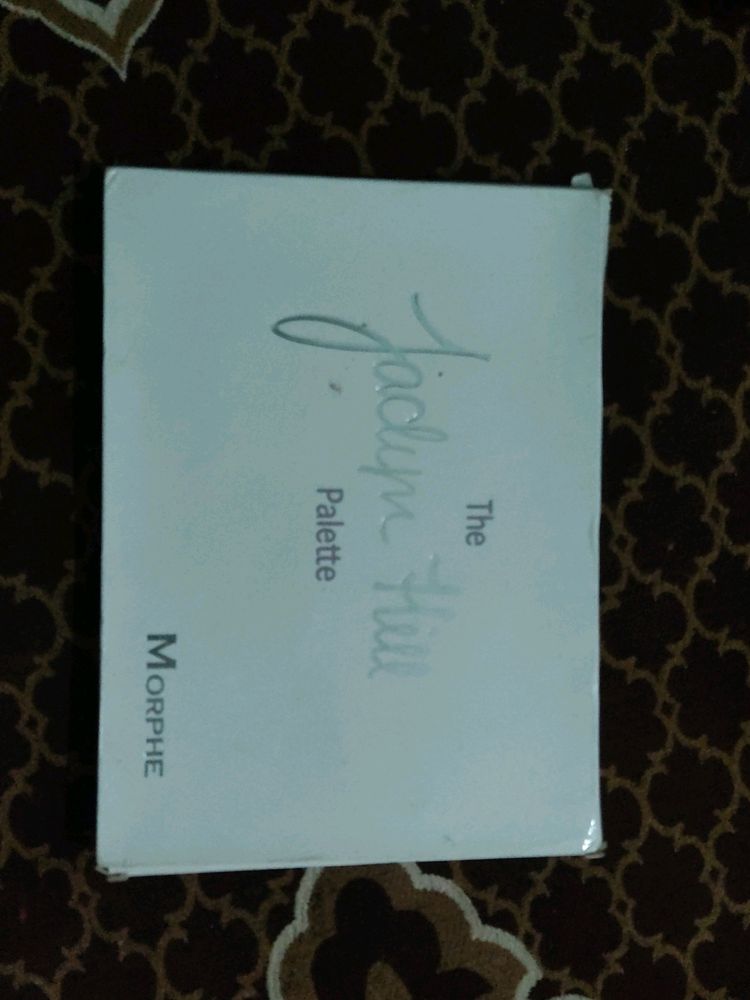 The
Jaclyn Hill
Palette
MORPHE